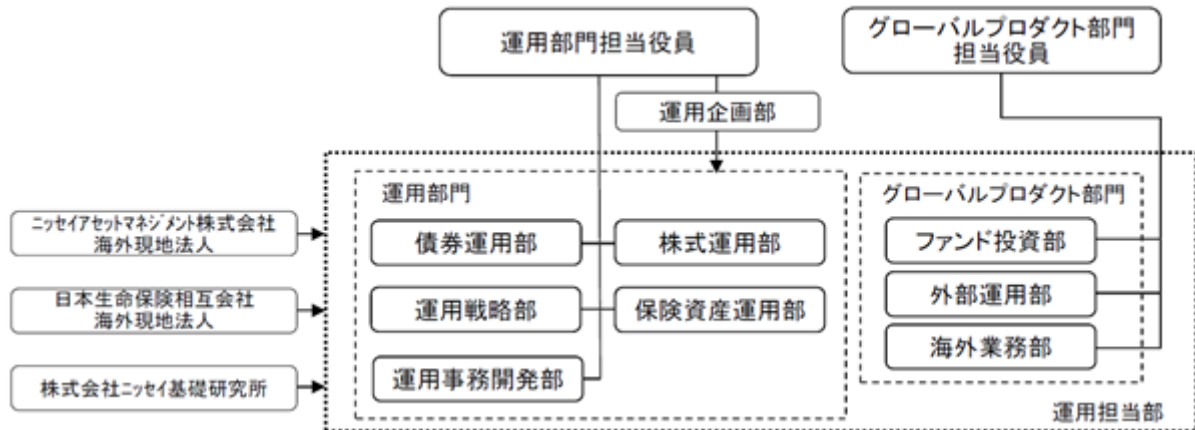 運用部門担当役員
グローバルプロダクト部門
担当役員
運用企画部
運用部門
グローバルプロダクト部門
ニッセイアセットマネジメント株式会社
海外現地法人
債券運用部
株式運用部
ファンド投資部
日本生命保険相互会社
海外現地法人
運用戦略部
保険資産運用部
外部運用部
株式会社ニッセイ基礎研究所
運用事務開発部
海外業務部
運用担当部